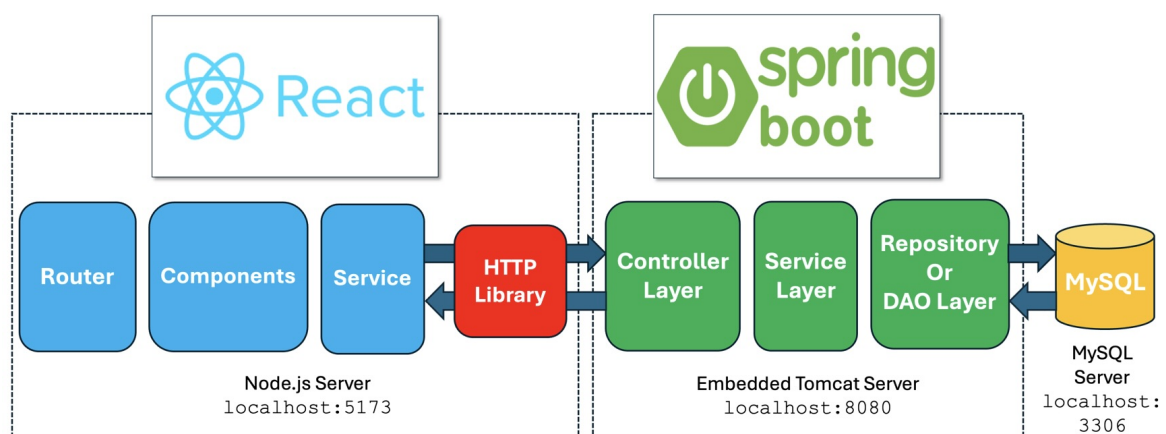 React
spring
boot
Router
Components
Service
HTTP
Library
Controller
Layer
Service
Layer
Repository
Or
DAO Layer
MySQL
Node.js Server
localhost:5173
Embedded Tomcat Server
localhost:8080
MySQL
Server
localhost:
3306